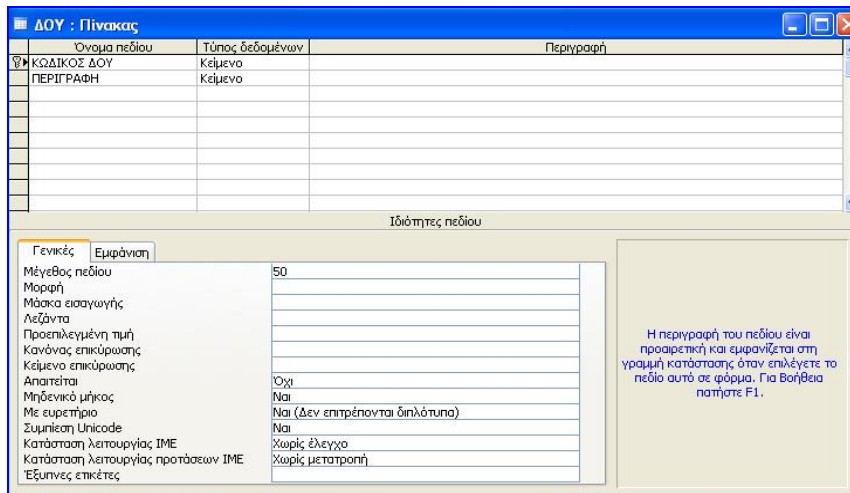 ΔΟΥ : Πίνακας
Όνομα πεδίου Τύπος δεδομένων Περιγραφή
ΚΩΔΙΚΟΣ ΔΟΥ Κείμενο
ΠΕΡΙΓΡΑΦΗ Κείμενο
Ιδιότητες πεδίου
Γενικές Εμφάνιση
Μέγεθος πεδίου 50
Μορφή
Μάσκα εισαγωγής
Λεζάντα
Προεπιλεγμένη τιμή
Κανόνας επικύρωσης
Κείμενο επικύρωσης
Απαιτείται Όχι
Μηδενικό μήκος Ναι
Με ευρετήριο Ναι (Δεν επιτρέπονται διπλότυπα)
Συμπίεση Unicode Ναι
Κατάσταση λειτουργίας IME Χωρίς έλεγχο
Κατάσταση λειτουργίας προτάσεων IME Χωρίς μετατροπή
Έξυπνες ετικέτες
Η περιγραφή του πεδίου είναι
προαιρετική και εμφανίζεται στη
γραμμή κατάστασης όταν επιλέγετε το
πεδίο αυτό σε φόρμα. Για Βοήθεια
πατήστε F1.